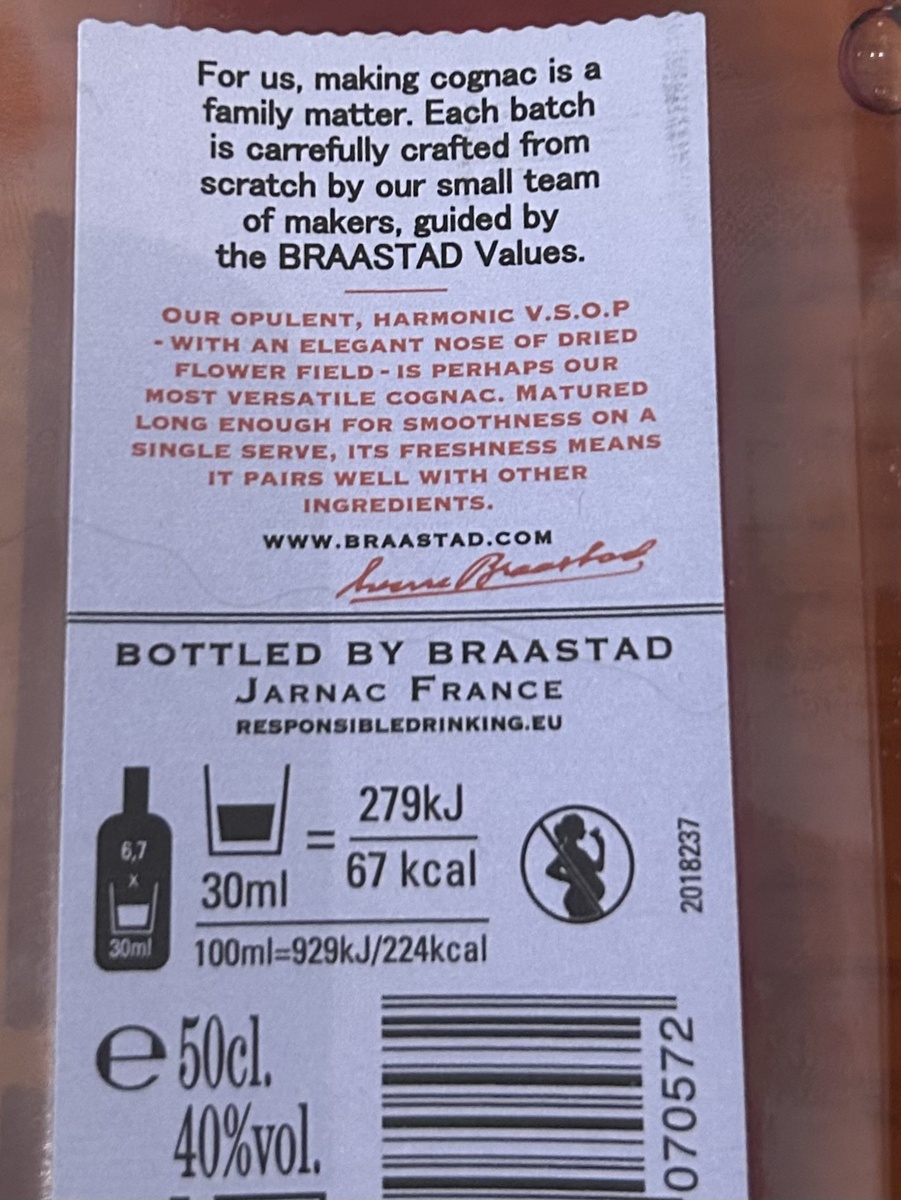 For us, making cognac is a
family matter. Each batch
is carrefully crafted from
scratch by our small team
of makers, guided by
the BRAASTAD Values.
OUR OPULENT, HARMONIC V.S.O.P
- WITH AN ELEGANT NOSE OF DRIED
FLOWER FIELD - IS PERHAPS OUR
MOST VERSATILE COGNAC. MATURED
LONG ENOUGH FOR SMOOTHNESS ON A
SINGLE SERVE, ITS FRESHNESS MEANS
IT PAIRS WELL WITH OTHER
INGREDIENTS.
WWW.BRAASTAD.COM
Braastad
BOTTLED BY BRAASTAD
JARNAC FRANCE
RESPONSIBLEDRINKING.EU
6,7
x
30ml
30ml
=
279kJ
67 kcal
100ml=929kJ/224kcal
2018237
e 50cl.
40%vol.
070572